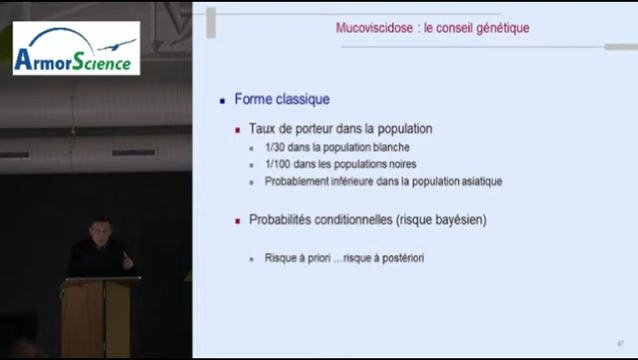 ArmorScience
Mucoviscidose : le conseil génétique
Forme classique
Taux de porteur dans la population
1/30 dans la population blanche
1/100 dans les populations noires
Probablement inférieure dans la population asiatique
Probabilités conditionnelles (risque bayésien)
Risque à priori ...risque à postériori
47